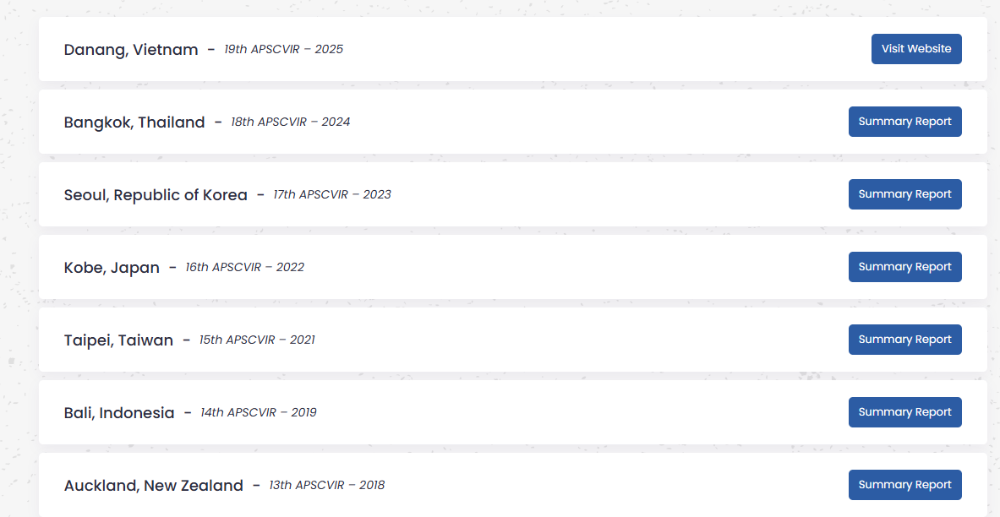 Danang, Vietnam - 19th APSCVIR – 2025 Visit Website
Bangkok, Thailand - 18th APSCVIR – 2024 Summary Report
Seoul, Republic of Korea - 17th APSCVIR – 2023 Summary Report
Kobe, Japan - 16th APSCVIR – 2022 Summary Report
Taipei, Taiwan - 15th APSCVIR – 2021 Summary Report
Bali, Indonesia - 14th APSCVIR – 2019 Summary Report
Auckland, New Zealand - 13th APSCVIR – 2018 Summary Report